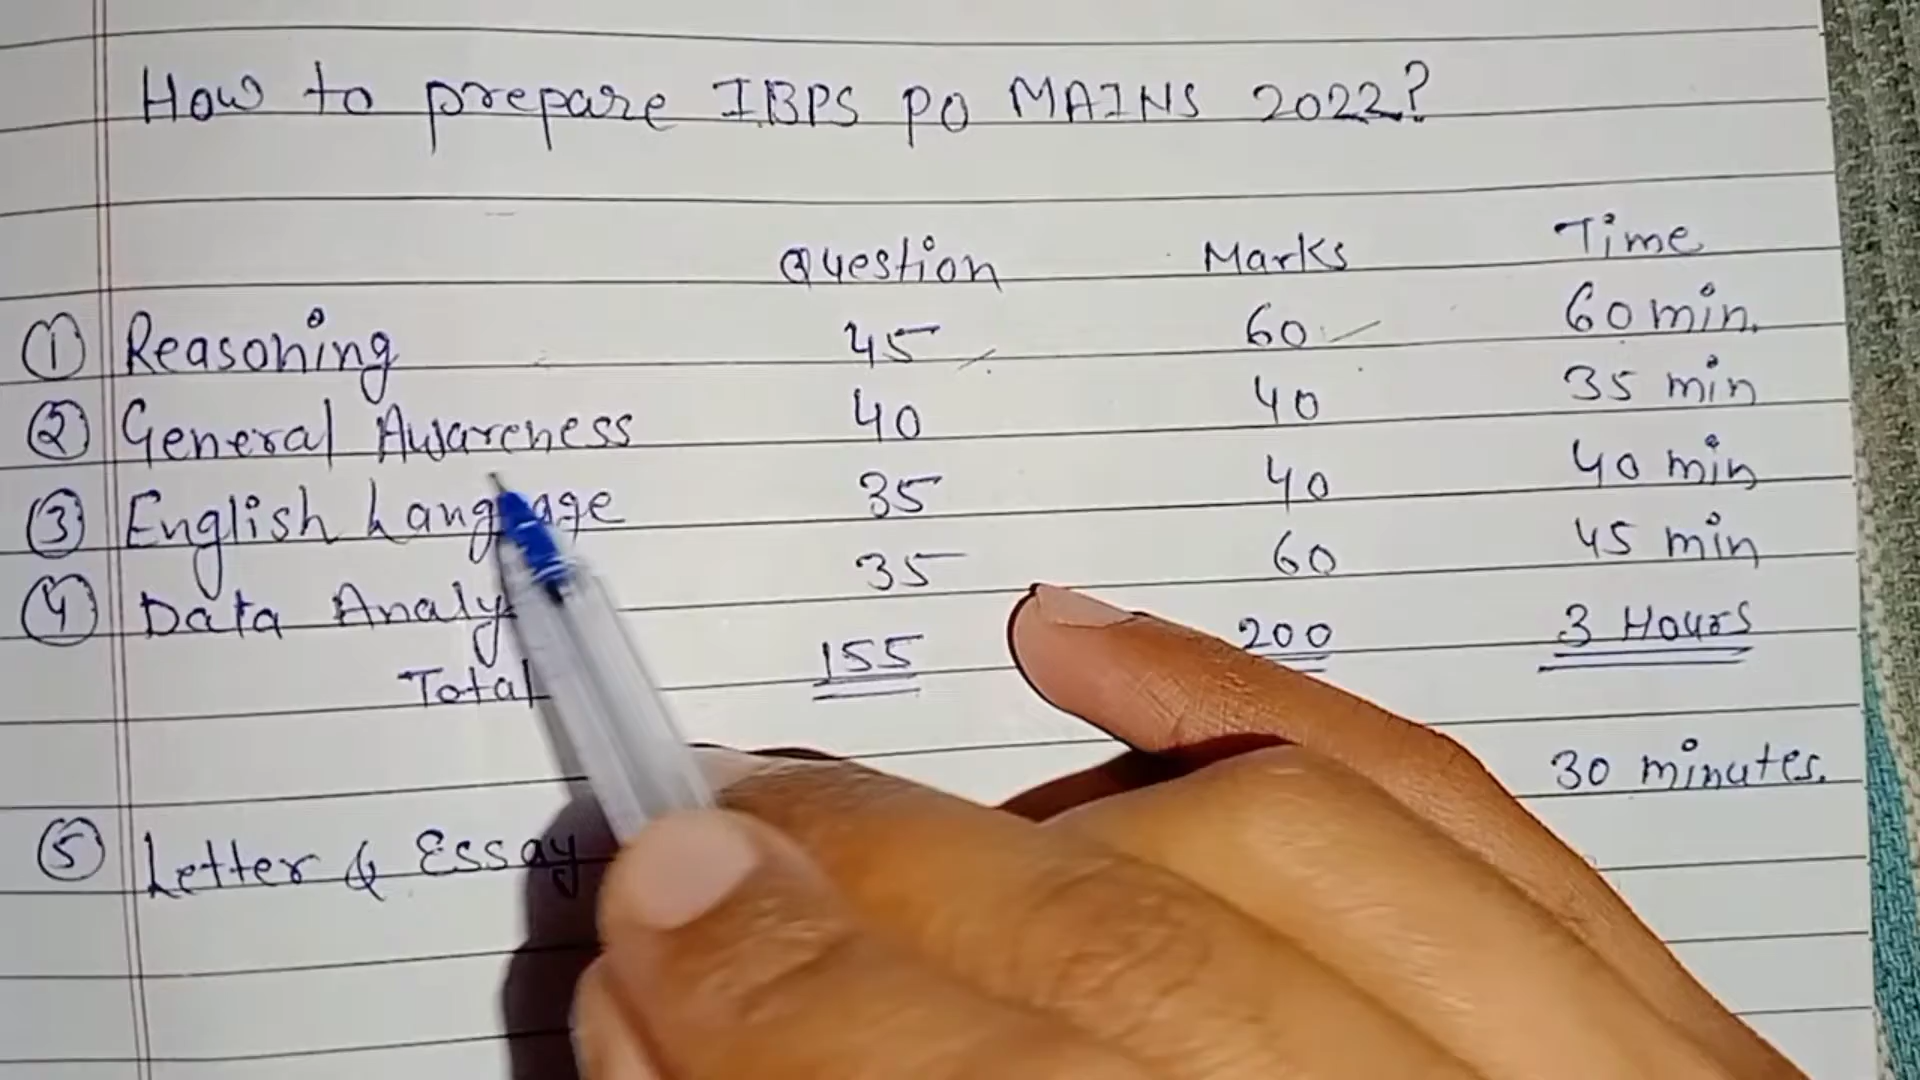 How to prepare IBPS PO MAINS 2022?
Question Marks Time
① Reasoning 45 60 60 min.
② General Awareness 40 40 35 min
③ English Language 35 40 40 min
④ Data Analy 35 60 45 min
Total 155 200 3 Hours
30 minutes.
⑤ Letter & Essay